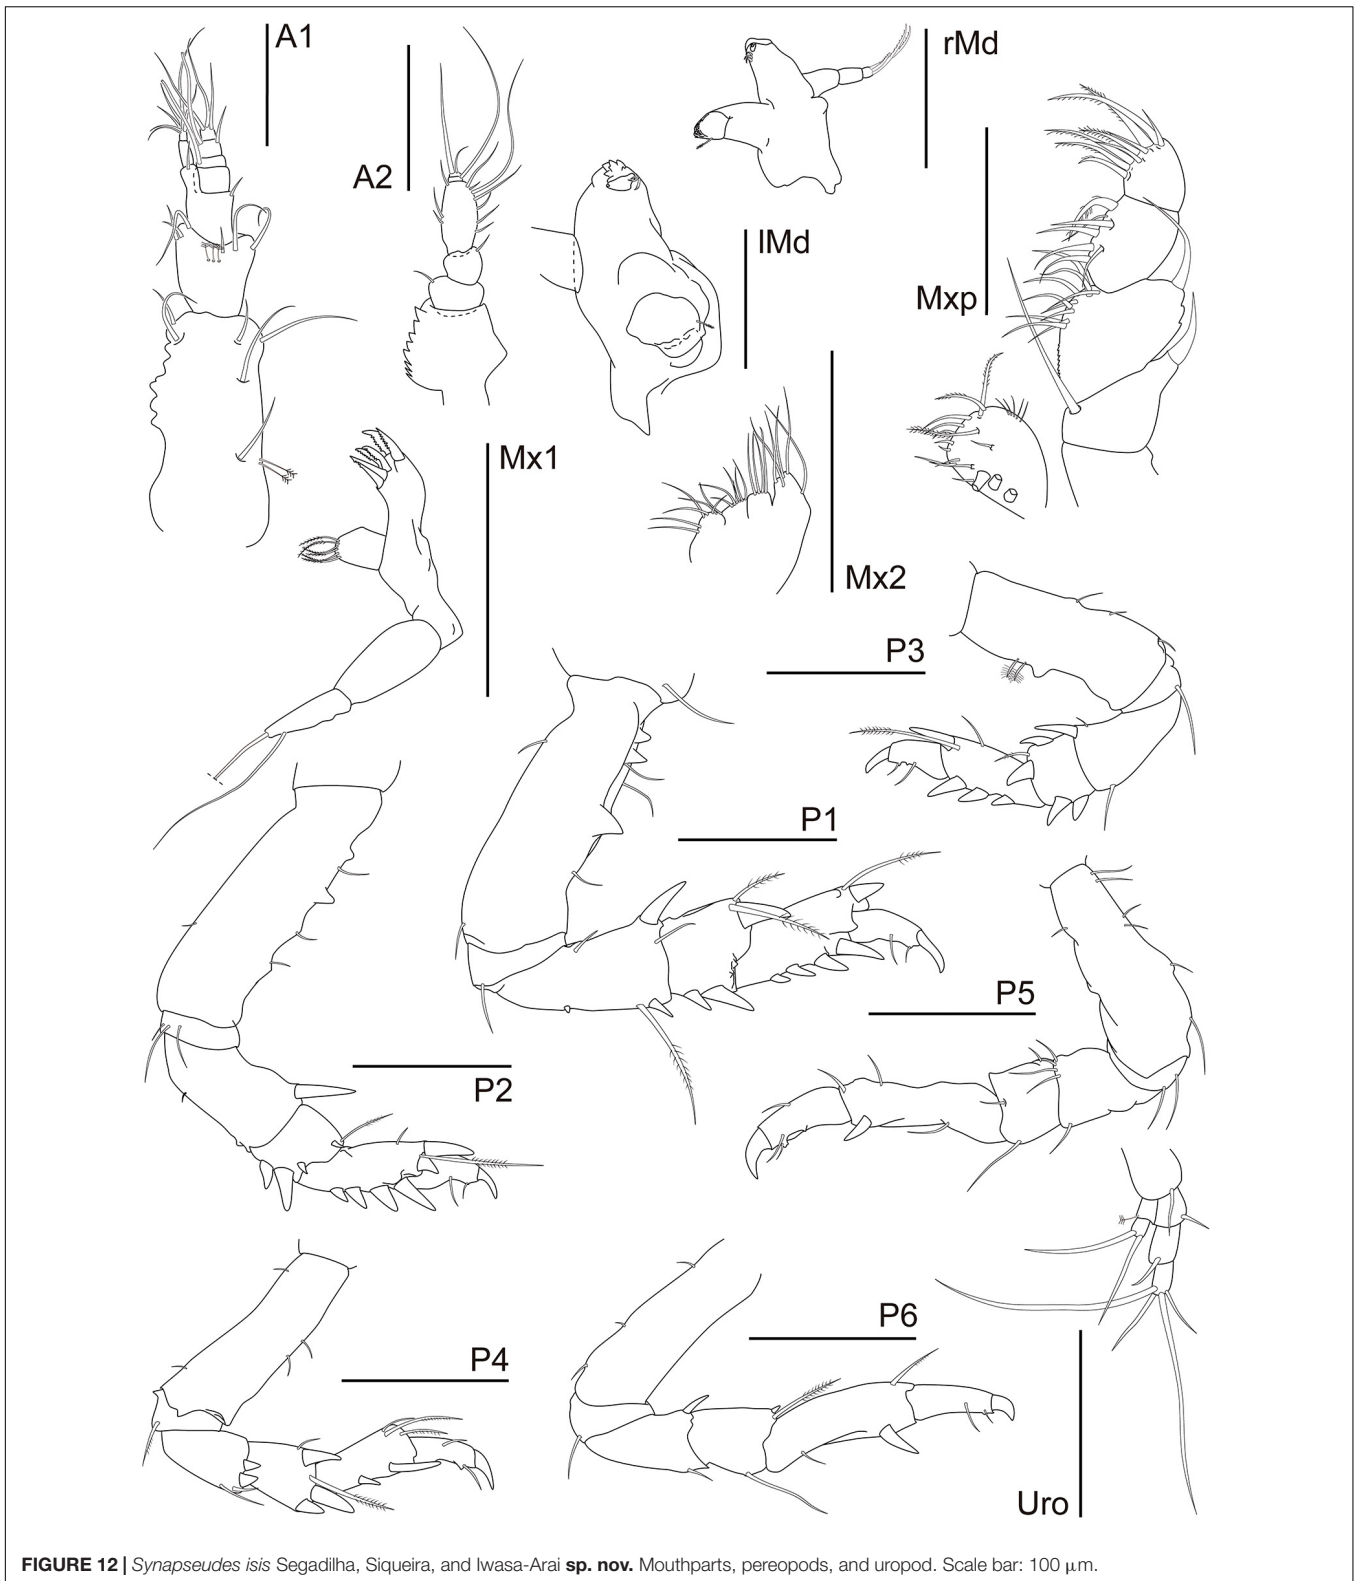 A1
rMd
A2
lMd
Mxp
Mx1
Mx2
P3
P1
P5
P2
P6
P4
Uro
FIGURE 12 | Synapseudes isis Segadilha, Siqueira, and Iwasa-Arai sp. nov. Mouthparts, pereopods, and uropod. Scale bar: 100 μm.